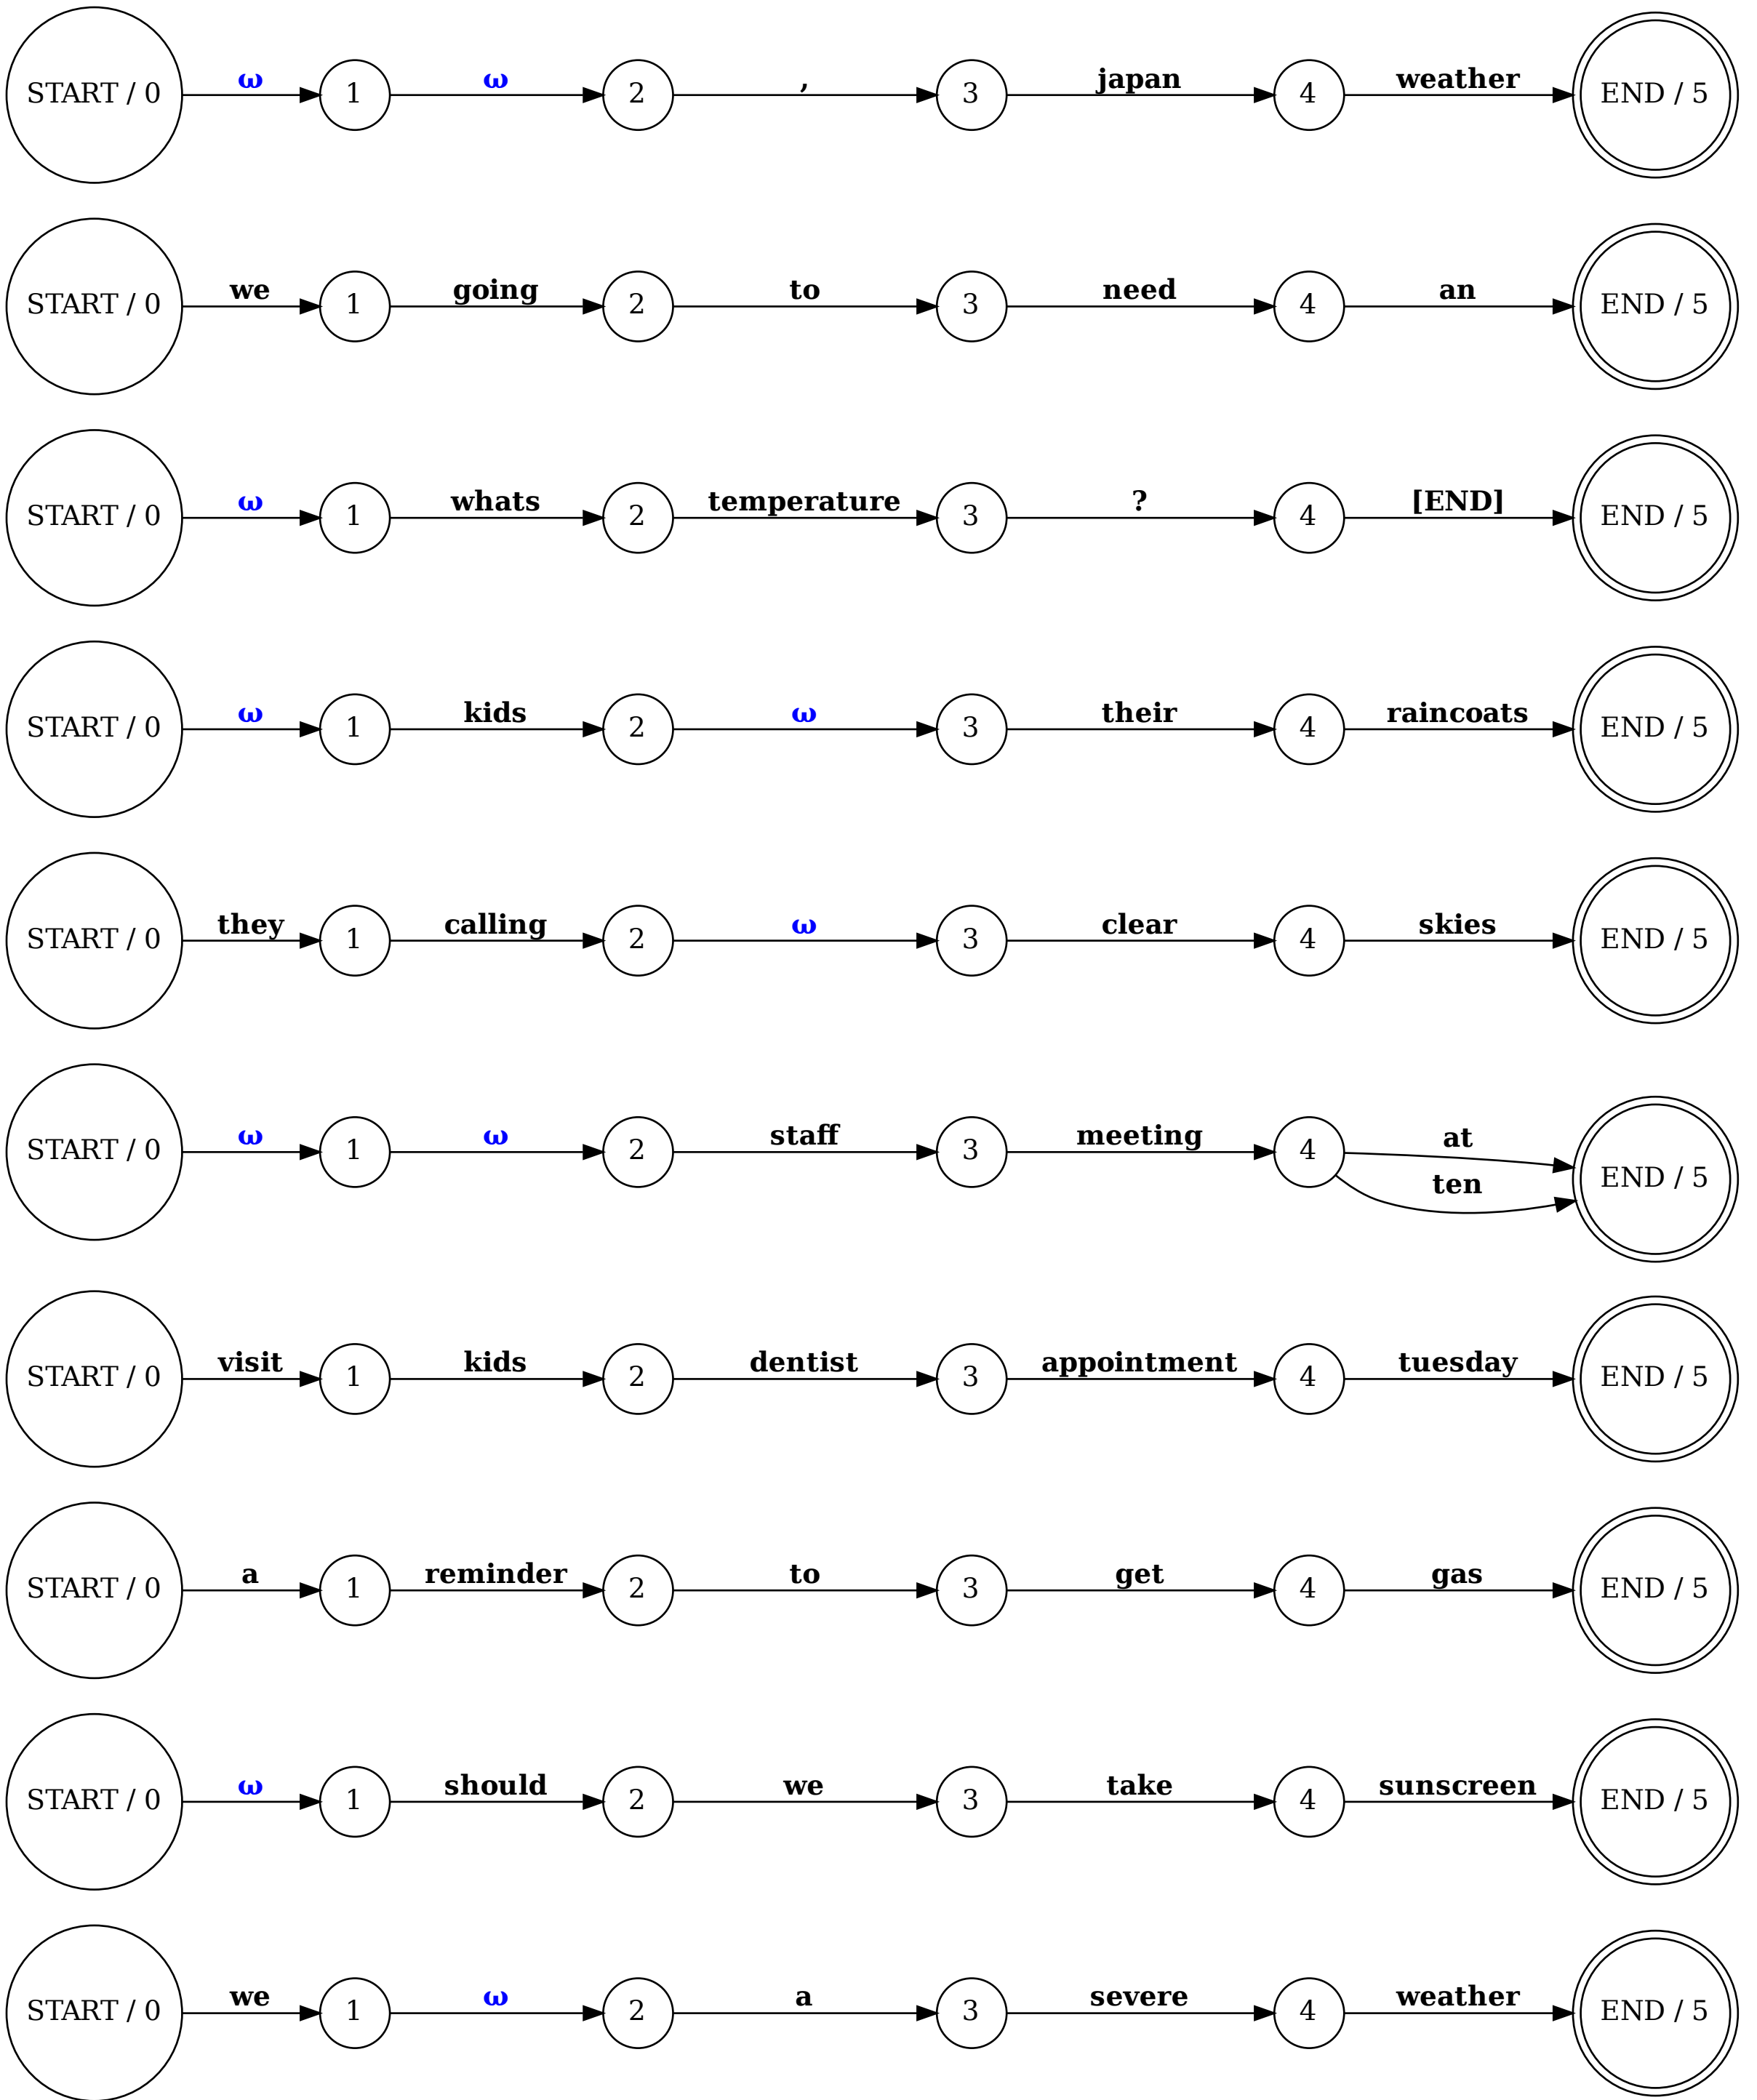 START / 0 ω 1 ω 2 , 3 japan 4 weather END / 5
START / 0 we 1 going 2 to 3 need 4 an END / 5
START / 0 ω 1 whats 2 temperature 3 ? 4 [END] END / 5
START / 0 ω 1 kids 2 ω 3 their 4 raincoats END / 5
START / 0 they 1 calling 2 ω 3 clear 4 skies END / 5
START / 0 ω 1 ω 2 staff 3 meeting 4 at ten END / 5
START / 0 visit 1 kids 2 dentist 3 appointment 4 tuesday END / 5
START / 0 a 1 reminder 2 to 3 get 4 gas END / 5
START / 0 ω 1 should 2 we 3 take 4 sunscreen END / 5
START / 0 we 1 ω 2 a 3 severe 4 weather END / 5